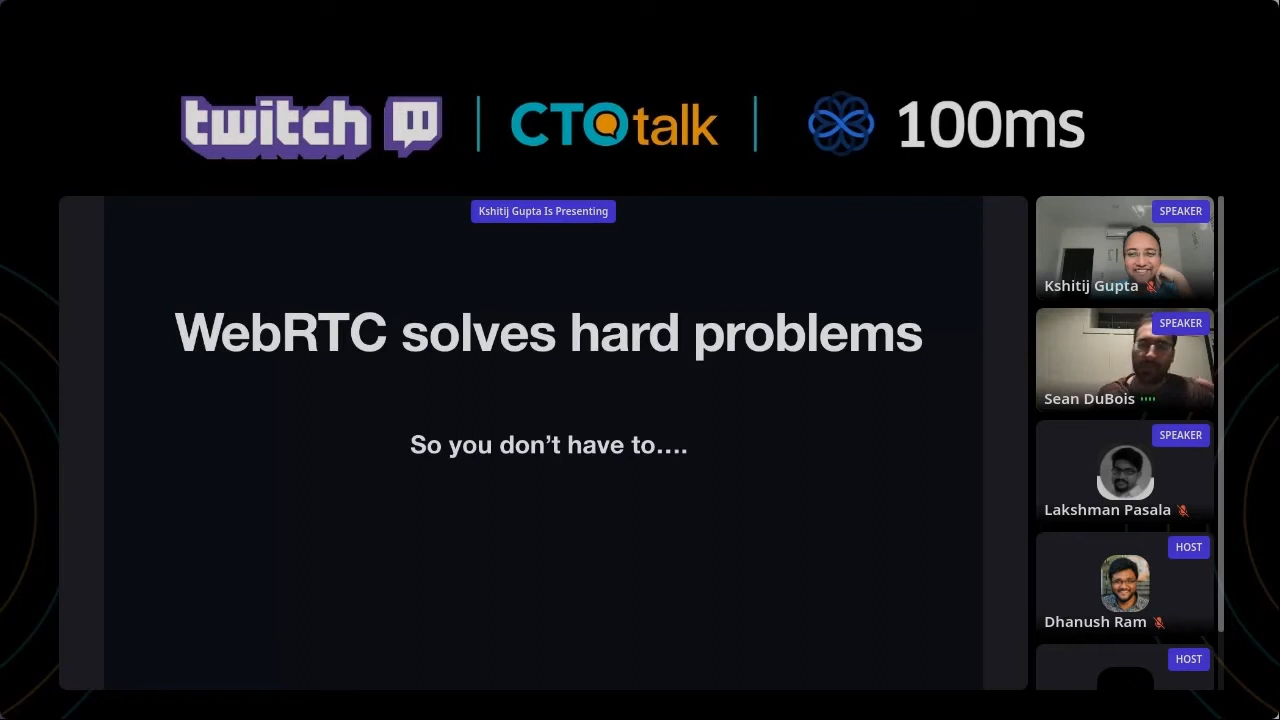 twitch
CTOtalk
100ms
Kshitij Gupta Is Presenting
WebRTC solves hard problems
So you don’t have to....
SPEAKER
Kshitij Gupta
SPEAKER
Sean DuBois
SPEAKER
Lakshman Pasala
HOST
Dhanush Ram
HOST